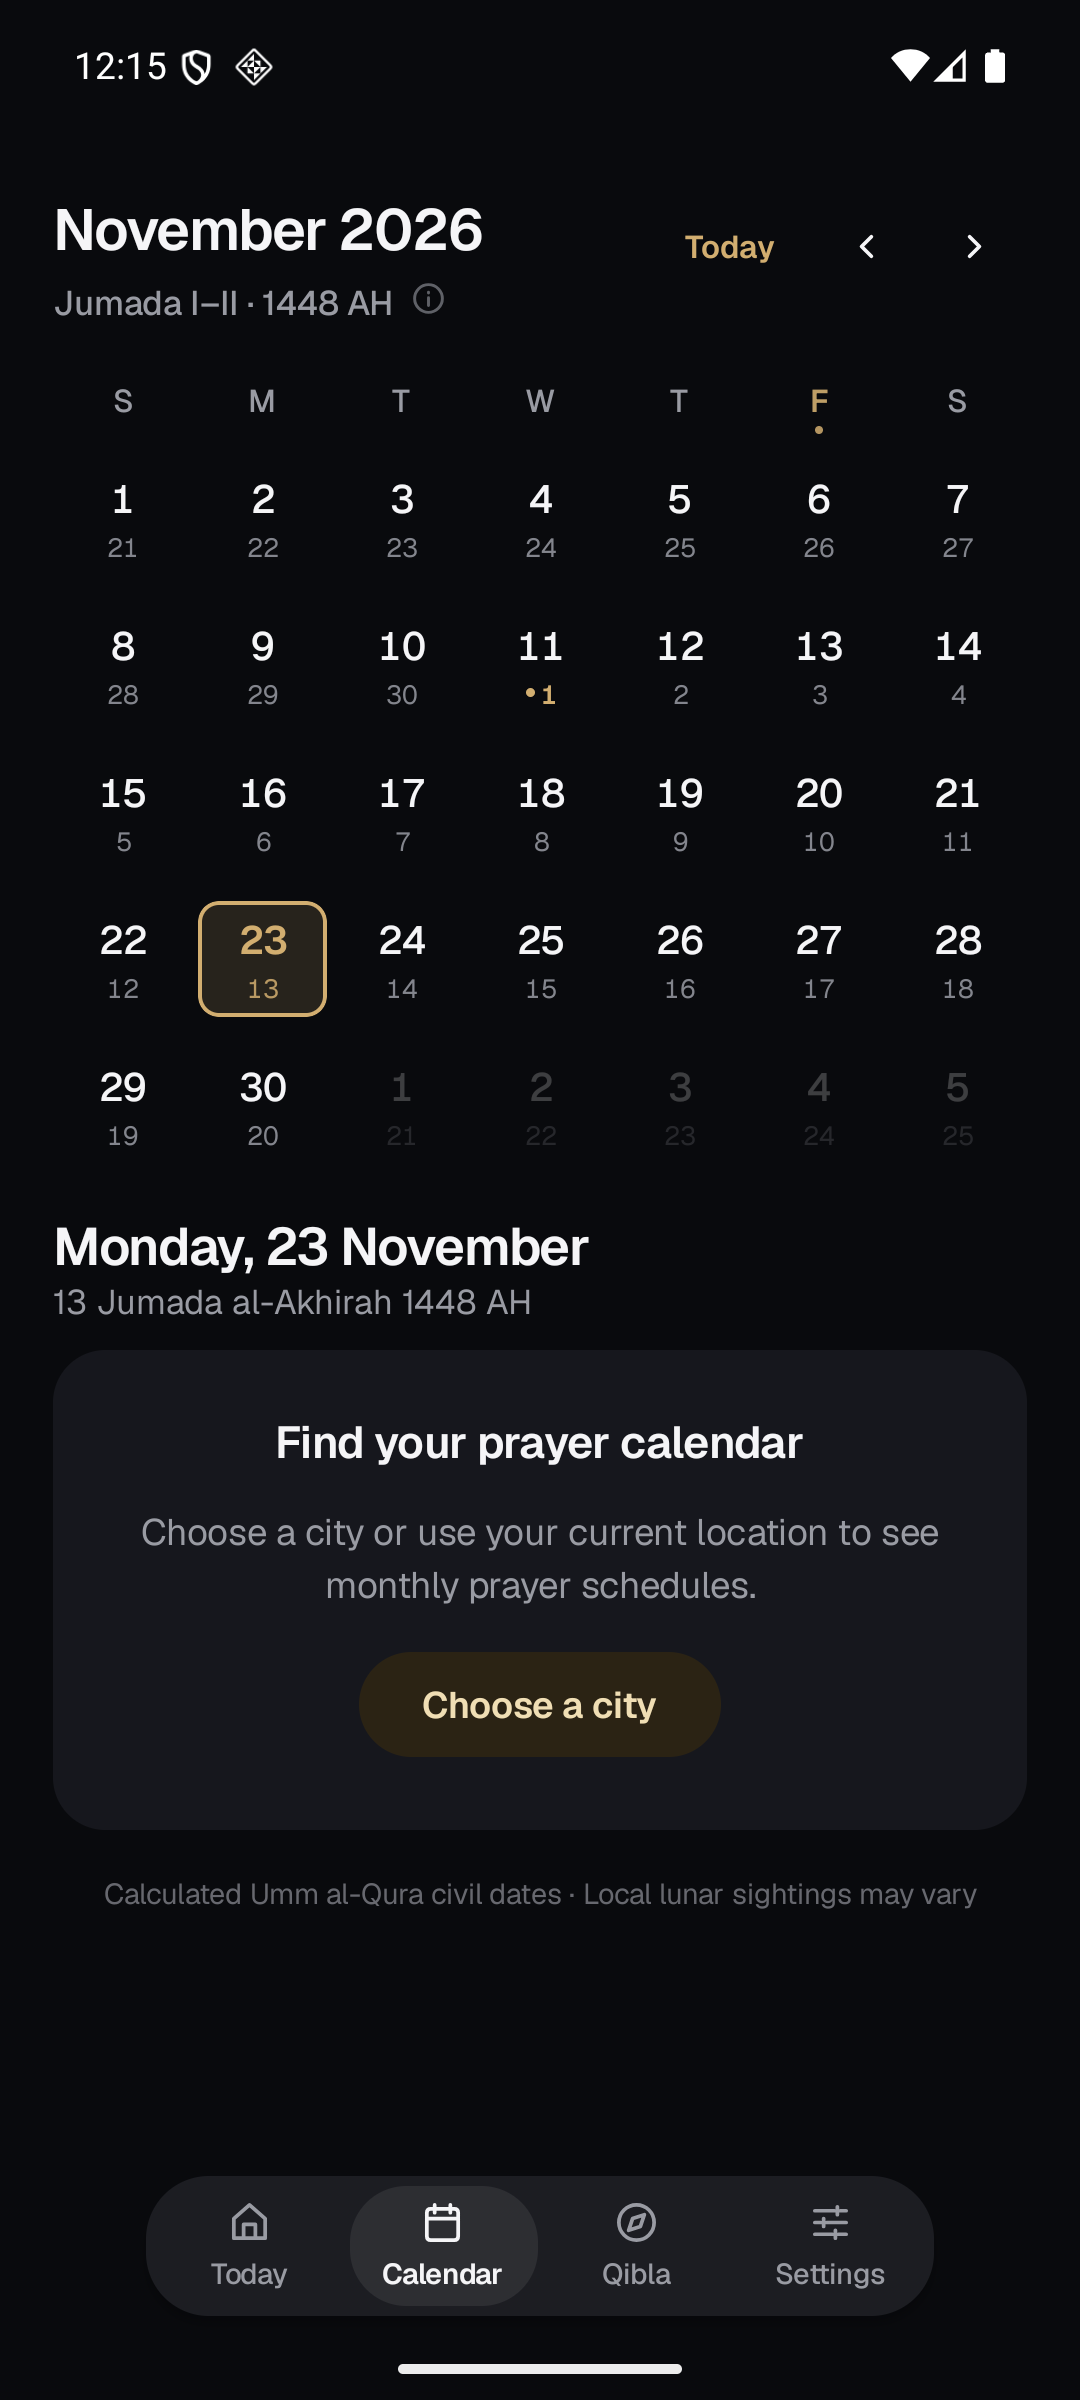 12:15
November 2026
Today
Jumada I–II · 1448 AH
S M T W T F S
1 2 3 4 5 6 7
21 22 23 24 25 26 27
8 9 10 11 12 13 14
28 29 30 •1 2 3 4
15 16 17 18 19 20 21
5 6 7 8 9 10 11
22 23 24 25 26 27 28
12 13 14 15 16 17 18
29 30 1 2 3 4 5
19 20 21 22 23 24 25
Monday, 23 November
13 Jumada al-Akhirah 1448 AH
Find your prayer calendar
Choose a city or use your current location to see
monthly prayer schedules.
Choose a city
Calculated Umm al-Qura civil dates · Local lunar sightings may vary
Today Calendar Qibla Settings